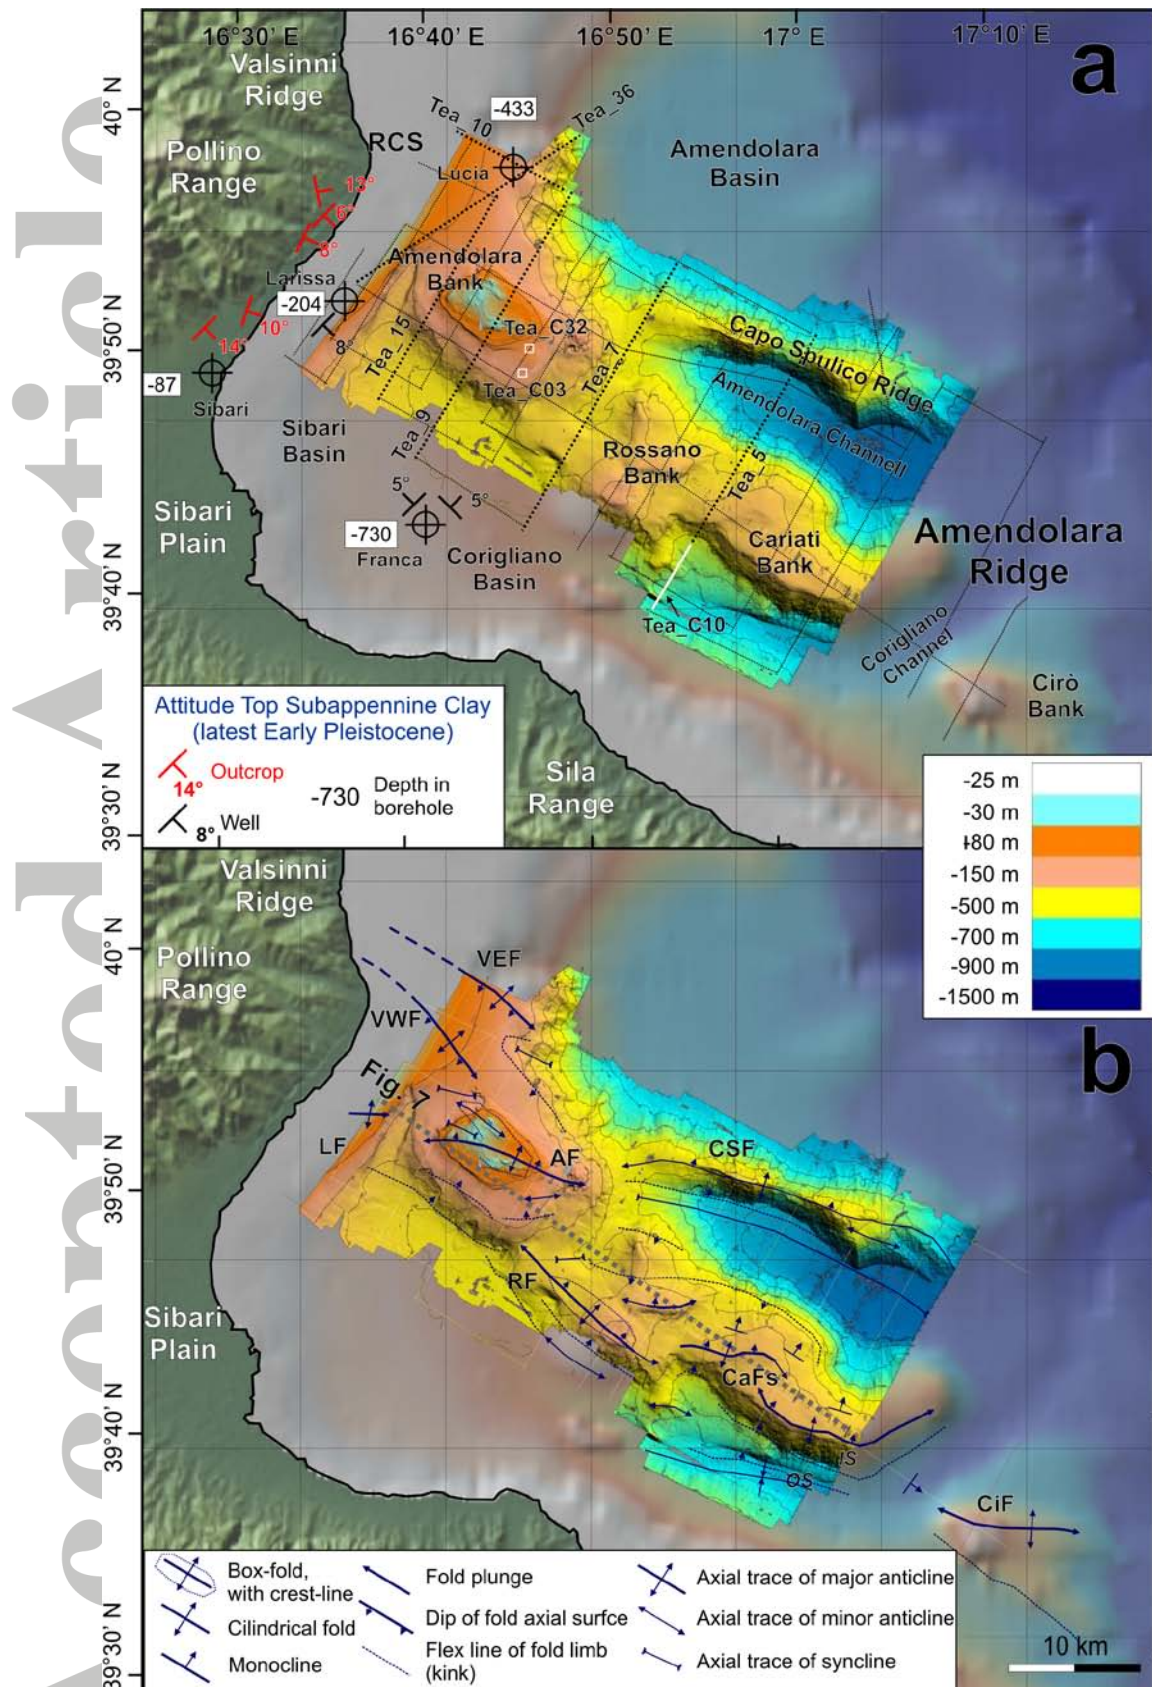 Accepted Article
16°30' E
16°40' E
16°50' E
17° E
17°10' E
a
Valsinni
Ridge
40° N
Tea_10
-433
Tea_36
RCS
Pollino
Range
Lucia
Amendolara
Basin
13°
6°
8°
Larissa
Amendolara
Bank
-204
10°
14°
8°
39°50' N
Tea_15
Tea_C32
Tea_7
Capo Spulico Ridge
-87
Tea_C03
Amendolara Channell
Sibari
Sibari
Basin
Tea_9
Rossano
Bank
Tea_5
5°
5°
Sibari
Plain
-730
Franca
Corigliano
Basin
Cariati
Bank
Amendolara
Ridge
39°40' N
Tea_C10
Corigliano
Channel
Cirò
Bank
Attitude Top Subappennine Clay
(latest Early Pleistocene)
Outcrop
14°
-730
Depth in
borehole
8° Well
Sila
Range
39°30' N
-25 m
-30 m
-80 m
-150 m
-500 m
-700 m
-900 m
-1500 m
b
Valsinni
Ridge
40° N
Pollino
Range
VEF
VWF
Fig. 7
LF
AF
CSF
39°50' N
RF
Sibari
Plain
CaFs
39°40' N
IS
OS
CiF
Box-fold,
with crest-line
Fold plunge
Axial trace of major anticline
Cilindrical fold
Dip of fold axial surfce
Axial trace of minor anticline
Monocline
Flex line of fold limb
(kink)
Axial trace of syncline
10 km
39°30' N